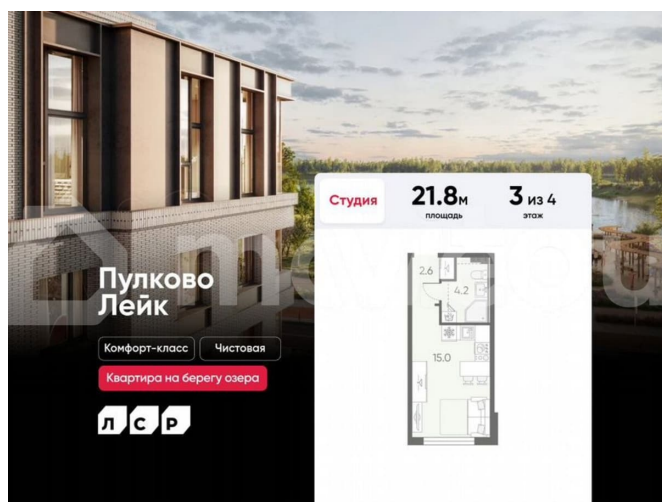 Студия
21.8м
площадь
3 из 4
этаж
2.6
4.2
15.0
Пулково
Лейк
Комфорт-класс
Чистовая
Квартира на берегу озера
ЛСР